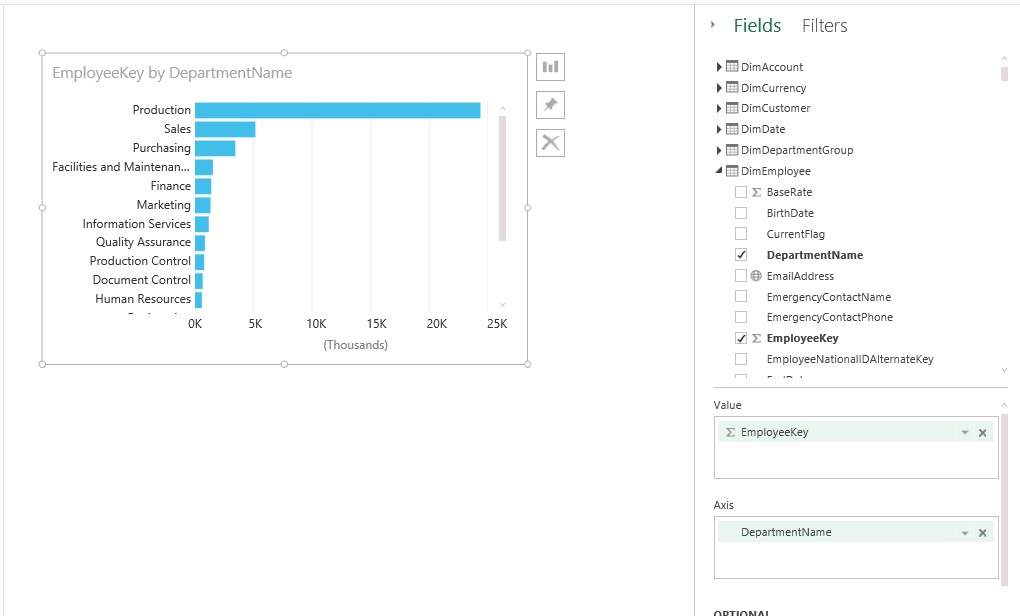 Fields Filters
EmployeeKey by DepartmentName
Production
Sales
Purchasing
Facilities and Maintenan...
Finance
Marketing
Information Services
Quality Assurance
Production Control
Document Control
Human Resources
0K 5K 10K 15K 20K 25K
(Thousands)
DimAccount
DimCurrency
DimCustomer
DimDate
DimDepartmentGroup
DimEmployee
Σ BaseRate
BirthDate
CurrentFlag
DepartmentName
EmailAddress
EmergencyContactName
EmergencyContactPhone
Σ EmployeeKey
EmployeeNationalIDAlternateKey
Value
Σ EmployeeKey
Axis
DepartmentName
OPTIONAL